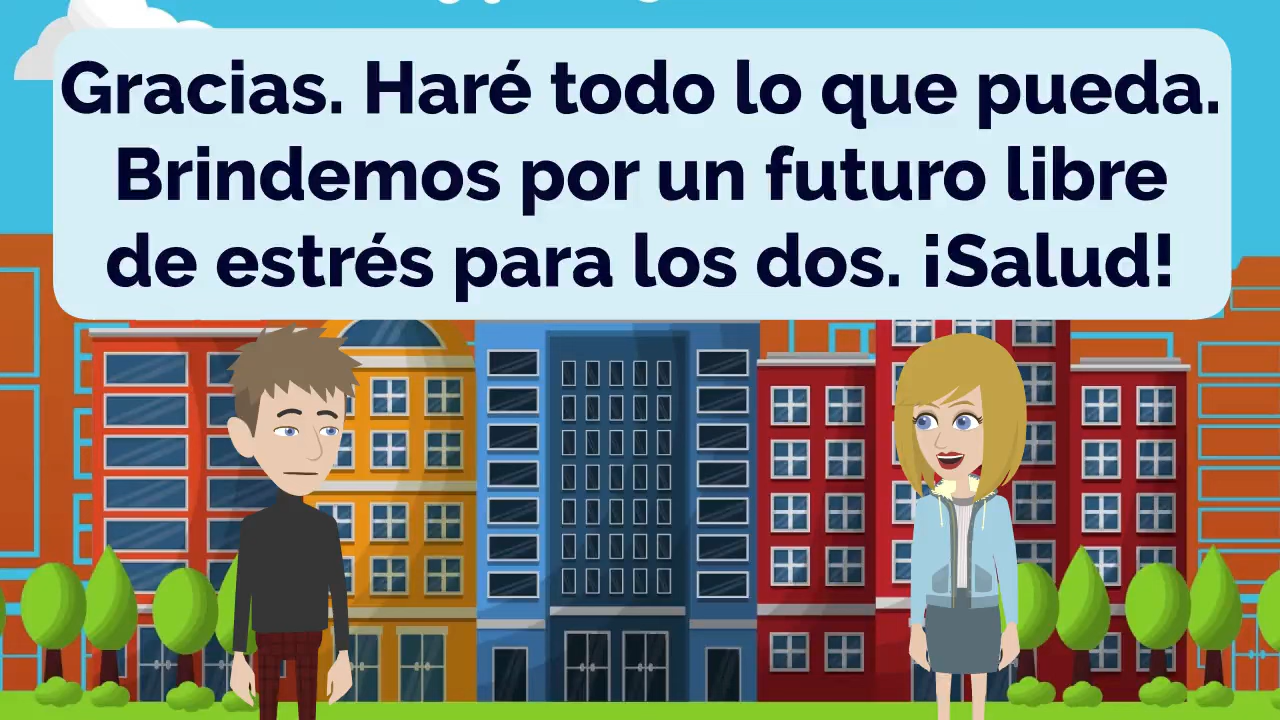 Gracias. Haré todo lo que pueda.
Brindemos por un futuro libre
de estrés para los dos. ¡Salud!